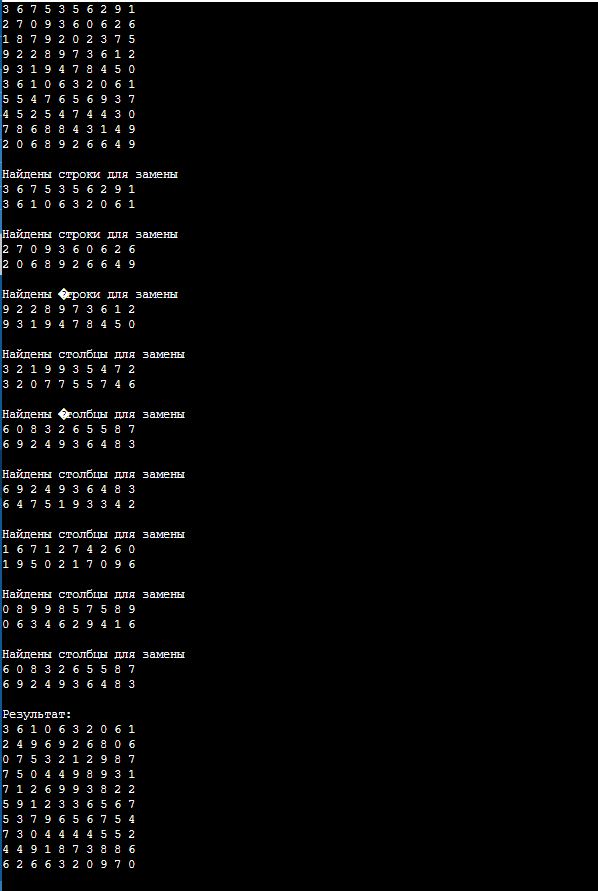 3 6 7 5 3 5 6 2 9 1
2 7 0 9 3 6 0 6 2 6
1 8 7 9 2 0 2 3 7 5
9 2 2 8 9 7 3 6 1 2
9 3 1 9 4 7 8 4 5 0
3 6 1 0 6 3 2 0 6 1
5 5 4 7 6 5 6 9 3 7
4 5 2 5 4 7 4 4 3 0
7 8 6 8 8 4 3 1 4 9
2 0 6 8 9 2 6 6 4 9
Найдены строки для замены
3 6 7 5 3 5 6 2 9 1
3 6 1 0 6 3 2 0 6 1
Найдены строки для замены
2 7 0 9 3 6 0 6 2 6
2 0 6 8 9 2 6 6 4 9
Найдены �троки для замены
9 2 2 8 9 7 3 6 1 2
9 3 1 9 4 7 8 4 5 0
Найдены столбцы для замены
3 2 1 9 9 3 5 4 7 2
3 2 0 7 7 5 5 7 4 6
Найдены �толбцы для замены
6 0 8 3 2 6 5 5 8 7
6 9 2 4 9 3 6 4 8 3
Найдены столбцы для замены
6 9 2 4 9 3 6 4 8 3
6 4 7 5 1 9 3 3 4 2
Найдены столбцы для замены
1 6 7 1 2 7 4 2 6 0
1 9 5 0 2 1 7 0 9 6
Найдены столбцы для замены
0 8 9 9 8 5 7 5 8 9
0 6 3 4 6 2 9 4 1 6
Найдены столбцы для замены
6 0 8 3 2 6 5 5 8 7
6 9 2 4 9 3 6 4 8 3
Результат:
3 6 1 0 6 3 2 0 6 1
2 4 9 6 9 2 6 8 0 6
0 7 5 3 2 1 2 9 8 7
7 5 0 4 4 9 8 9 3 1
7 1 2 6 9 9 3 8 2 2
5 9 1 2 3 3 6 5 6 7
5 3 7 9 6 5 6 7 5 4
7 3 0 4 4 4 4 5 5 2
4 4 9 1 8 7 3 8 8 6
6 2 6 6 3 2 0 9 7 0